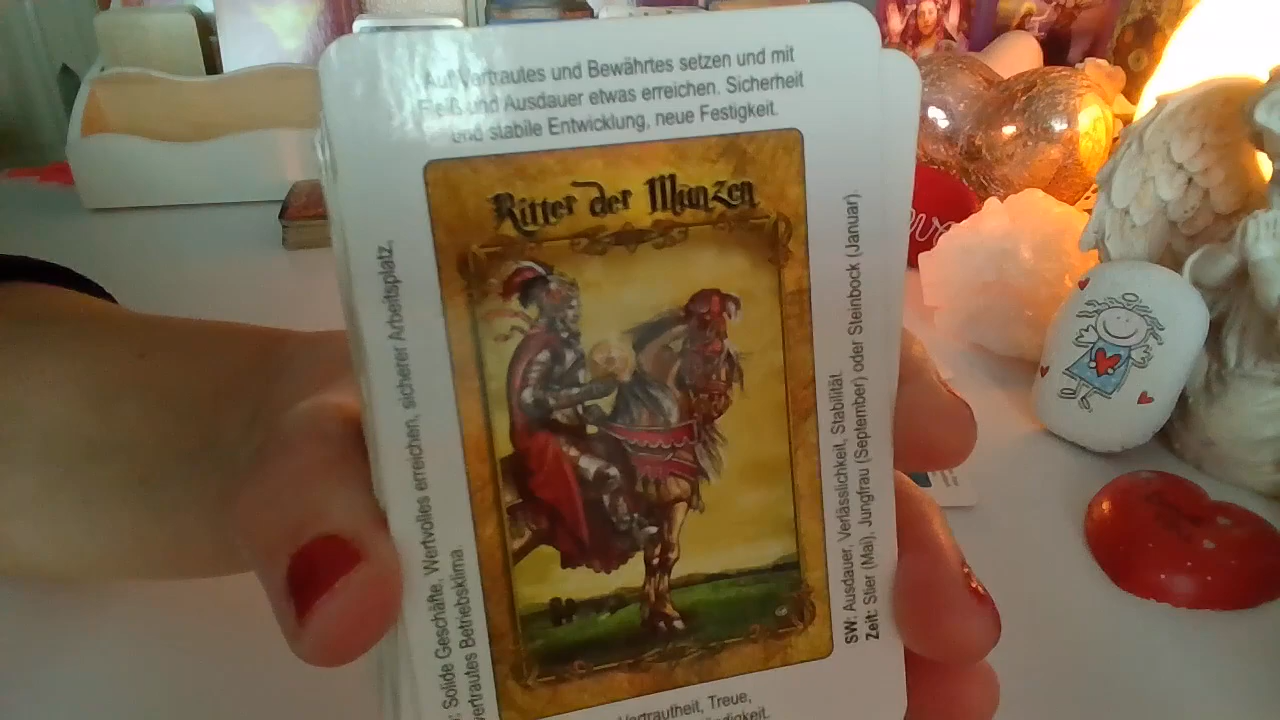 Auf Vertrautes und Bewährtes setzen und mit
Fleiß und Ausdauer etwas erreichen. Sicherheit
und stabile Entwicklung, neue Festigkeit.
Ritter der Münzen
Solide Geschäfte, Wertvolles erreichen, sicherer Arbeitsplatz,
vertrautes Betriebsklima.
SW: Ausdauer, Verlässlichkeit, Stabilität.
Zeit: Stier (Mai), Jungfrau (September) oder Steinbock (Januar).
Vertrautheit, Treue,